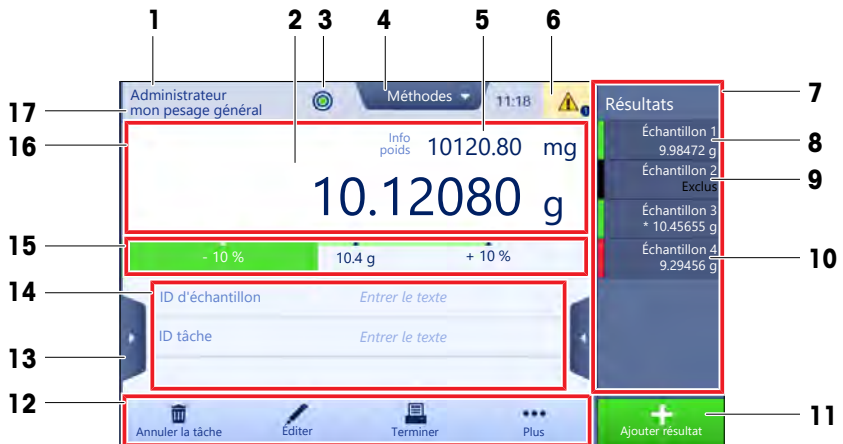 1 2 3 4 5 6
Administrateur
mon pesage général
Méthodes
11:18
17
16
Info
poids
10120.80 mg
10.12080 g
15
- 10 % 10.4 g + 10 %
14
ID d'échantillon Entrer le texte
ID tâche Entrer le texte
13
12
Annuler la tâche Éditer Terminer Plus
Résultats
7
Échantillon 1
9.98472 g
8
Échantillon 2
Exclus
9
Échantillon 3
* 10.45655 g
Échantillon 4
9.29456 g
10
Ajouter résultat
11